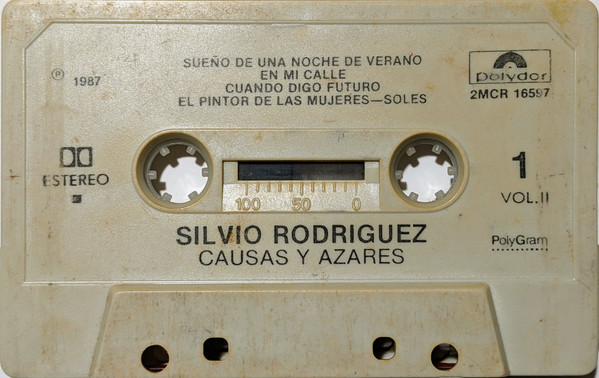 SUEÑO DE UNA NOCHE DE VERANO
EN MI CALLE
CUANDO DIGO FUTURO
EL PINTOR DE LAS MUJERES—SOLES
℗ 1987
polydor
2MCR 16597
ESTEREO
1
VOL. II
100 50 0
SILVIO RODRIGUEZ
CAUSAS Y AZARES
PolyGram